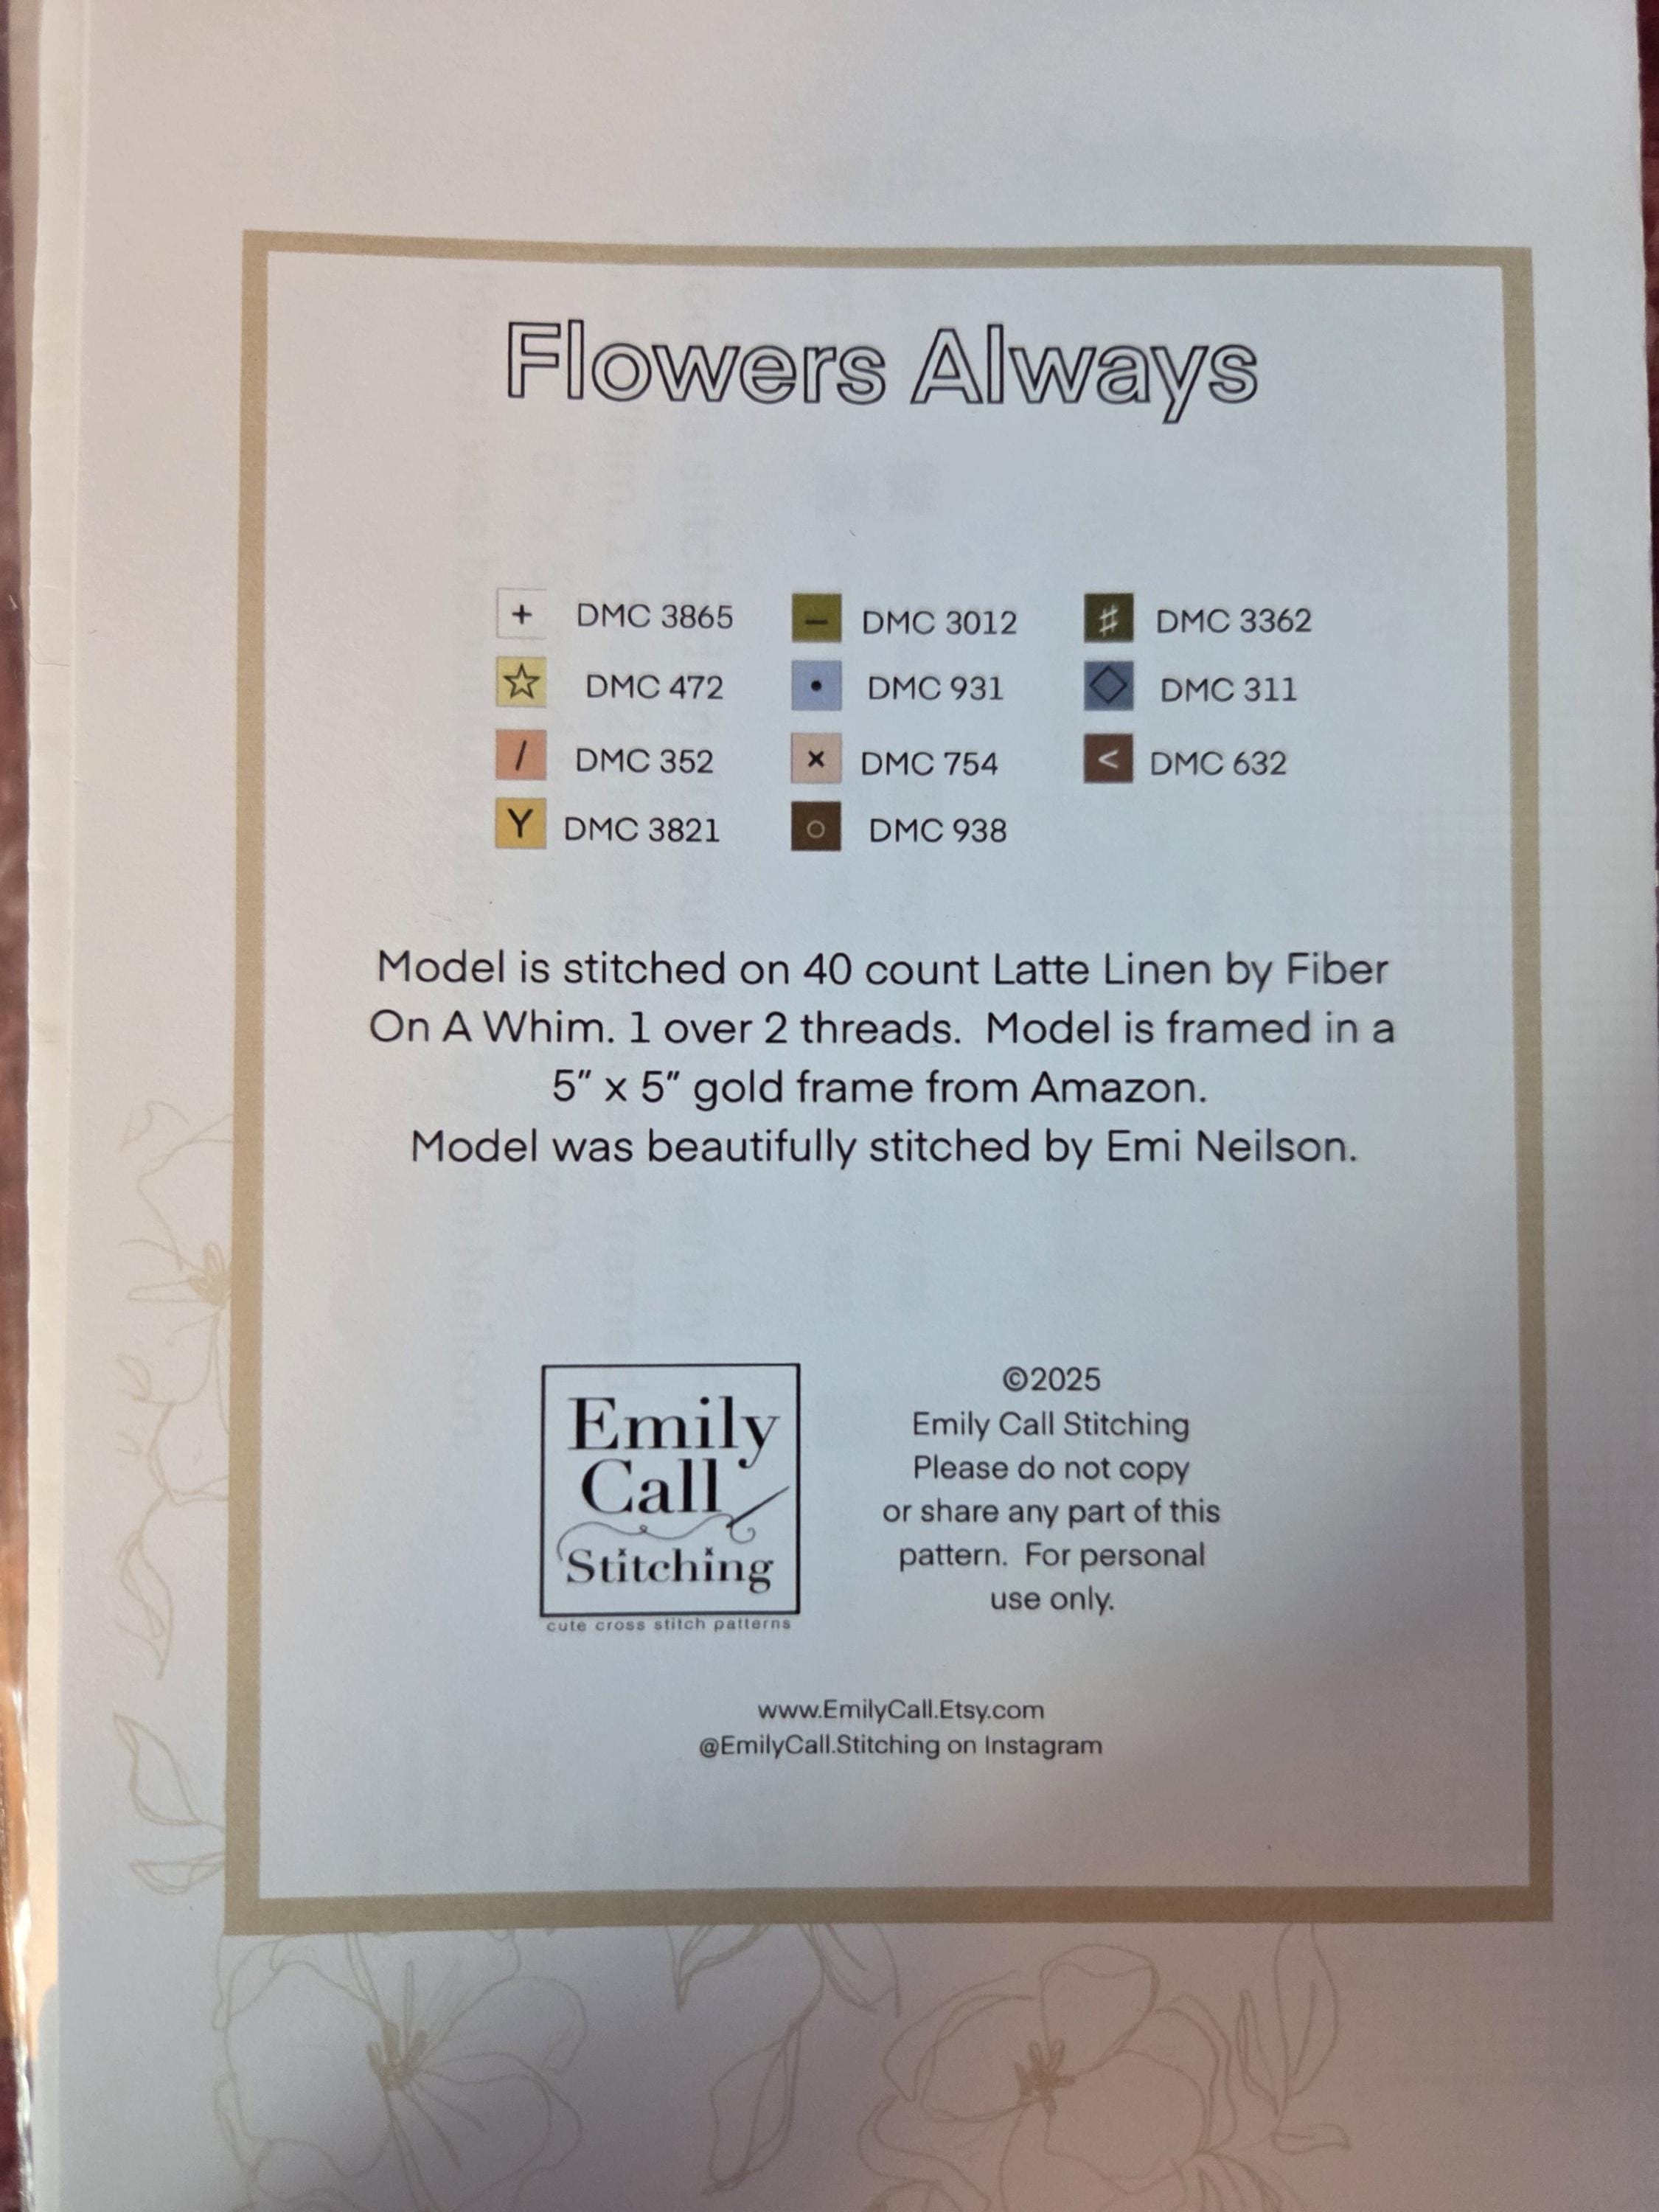 Flowers Always
+ DMC 3865 − DMC 3012 ♯ DMC 3362
☆ DMC 472 • DMC 931 ◇ DMC 311
/ DMC 352 × DMC 754 < DMC 632
Y DMC 3821 ○ DMC 938
Model is stitched on 40 count Latte Linen by Fiber
On A Whim. 1 over 2 threads. Model is framed in a
5" x 5" gold frame from Amazon.
Model was beautifully stitched by Emi Neilson.
Emily
Call
Stitching
cute cross stitch patterns
©2025
Emily Call Stitching
Please do not copy
or share any part of this
pattern. For personal
use only.
www.EmilyCall.Etsy.com
@EmilyCall.Stitching on Instagram